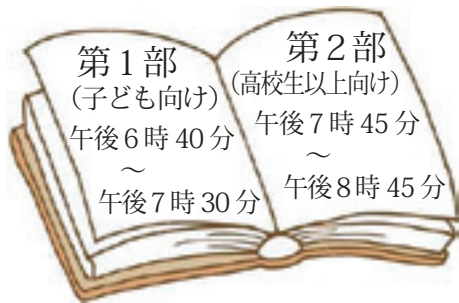 第1部
(子ども向け)
午後6時40分
〜
午後7時30分
第2部
(高校生以上向け)
午後7時45分
〜
午後8時45分